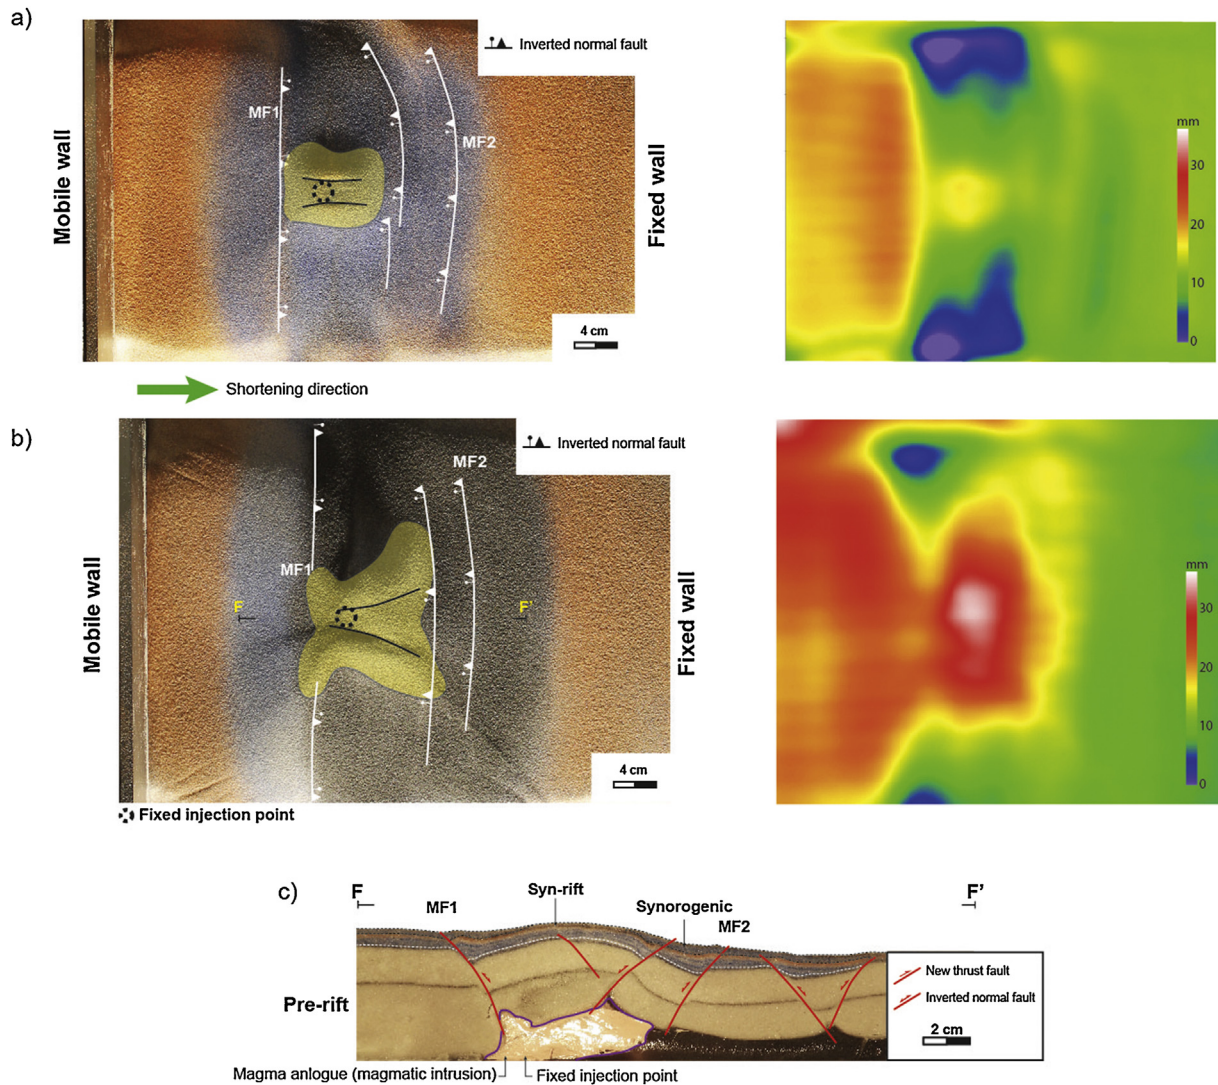 a)
Inverted normal fault
MF1
MF2
Mobile wall
Fixed wall
4 cm
mm
30
20
10
0
Shortening direction
b)
Inverted normal fault
MF2
MF1
F
F'
Mobile wall
Fixed wall
4 cm
mm
30
20
10
0
Fixed injection point
c)
F
F'
Syn-rift
MF1
Synorogenic
MF2
Pre-rift
New thrust fault
Inverted normal fault
2 cm
Magma anlogue (magmatic intrusion)
Fixed injection point